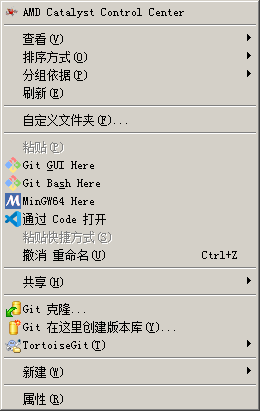 AMD Catalyst Control Center
查看(V)
排序方式(O)
分组依据(P)
刷新(E)
自定义文件夹(F)...
粘贴(P)
Git GUI Here
Git Bash Here
MinGW64 Here
通过 Code 打开
粘贴快捷方式(S)
撤消 重命名(U) Ctrl+Z
共享(H)
Git 克隆...
Git 在这里创建版本库(Y)...
TortoiseGit(T)
新建(W)
属性(R)